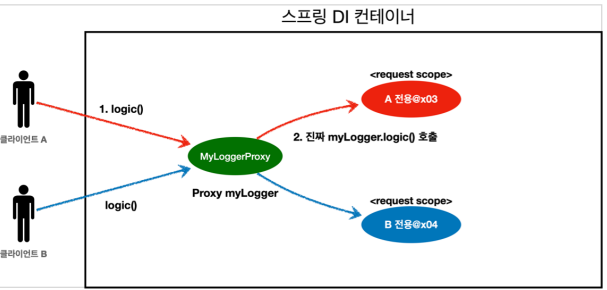 스프링 DI 컨테이너
<request scope>
A 전용@x03
1. logic()
클라이언트 A
2. 진짜 myLogger.logic() 호출
MyLoggerProxy
Proxy myLogger
<request scope>
logic()
B 전용@x04
클라이언트 B